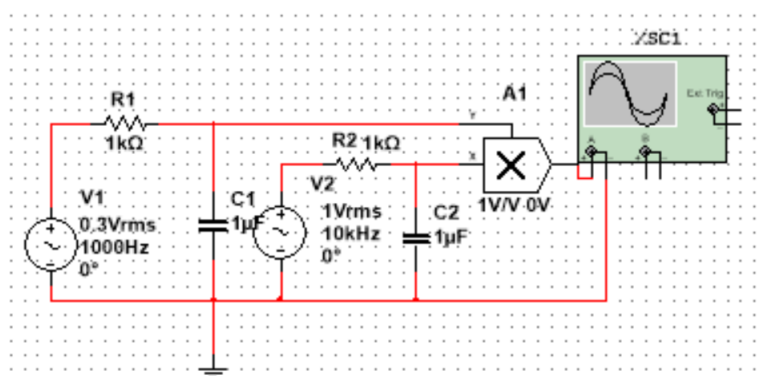 XSC1
Ext Trig
+
-
A
B
+ - + -
A1
R1
1kΩ
Y
R2 1kΩ
X
V1
0.3Vrms
1000Hz
0°
C1
1µF
V2
1Vrms
10kHz
0°
C2
1µF
1V/V 0V